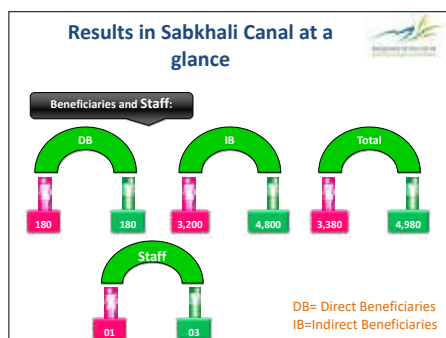 Results in Sabkhali Canal at a
glance
Beneficiaries and Staff:
DB
IB
Total
180
180
3,200
4,800
3,380
4,980
Staff
01
03
DB= Direct Beneficiaries
IB=Indirect Beneficiaries